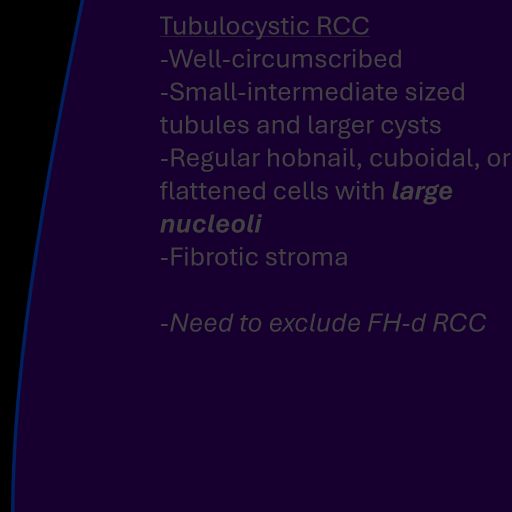 Tubulocystic RCC
-Well-circumscribed
-Small-intermediate sized
tubules and larger cysts
-Regular hobnail, cuboidal, or
flattened cells with large
nucleoli
-Fibrotic stroma
-Need to exclude FH-d RCC